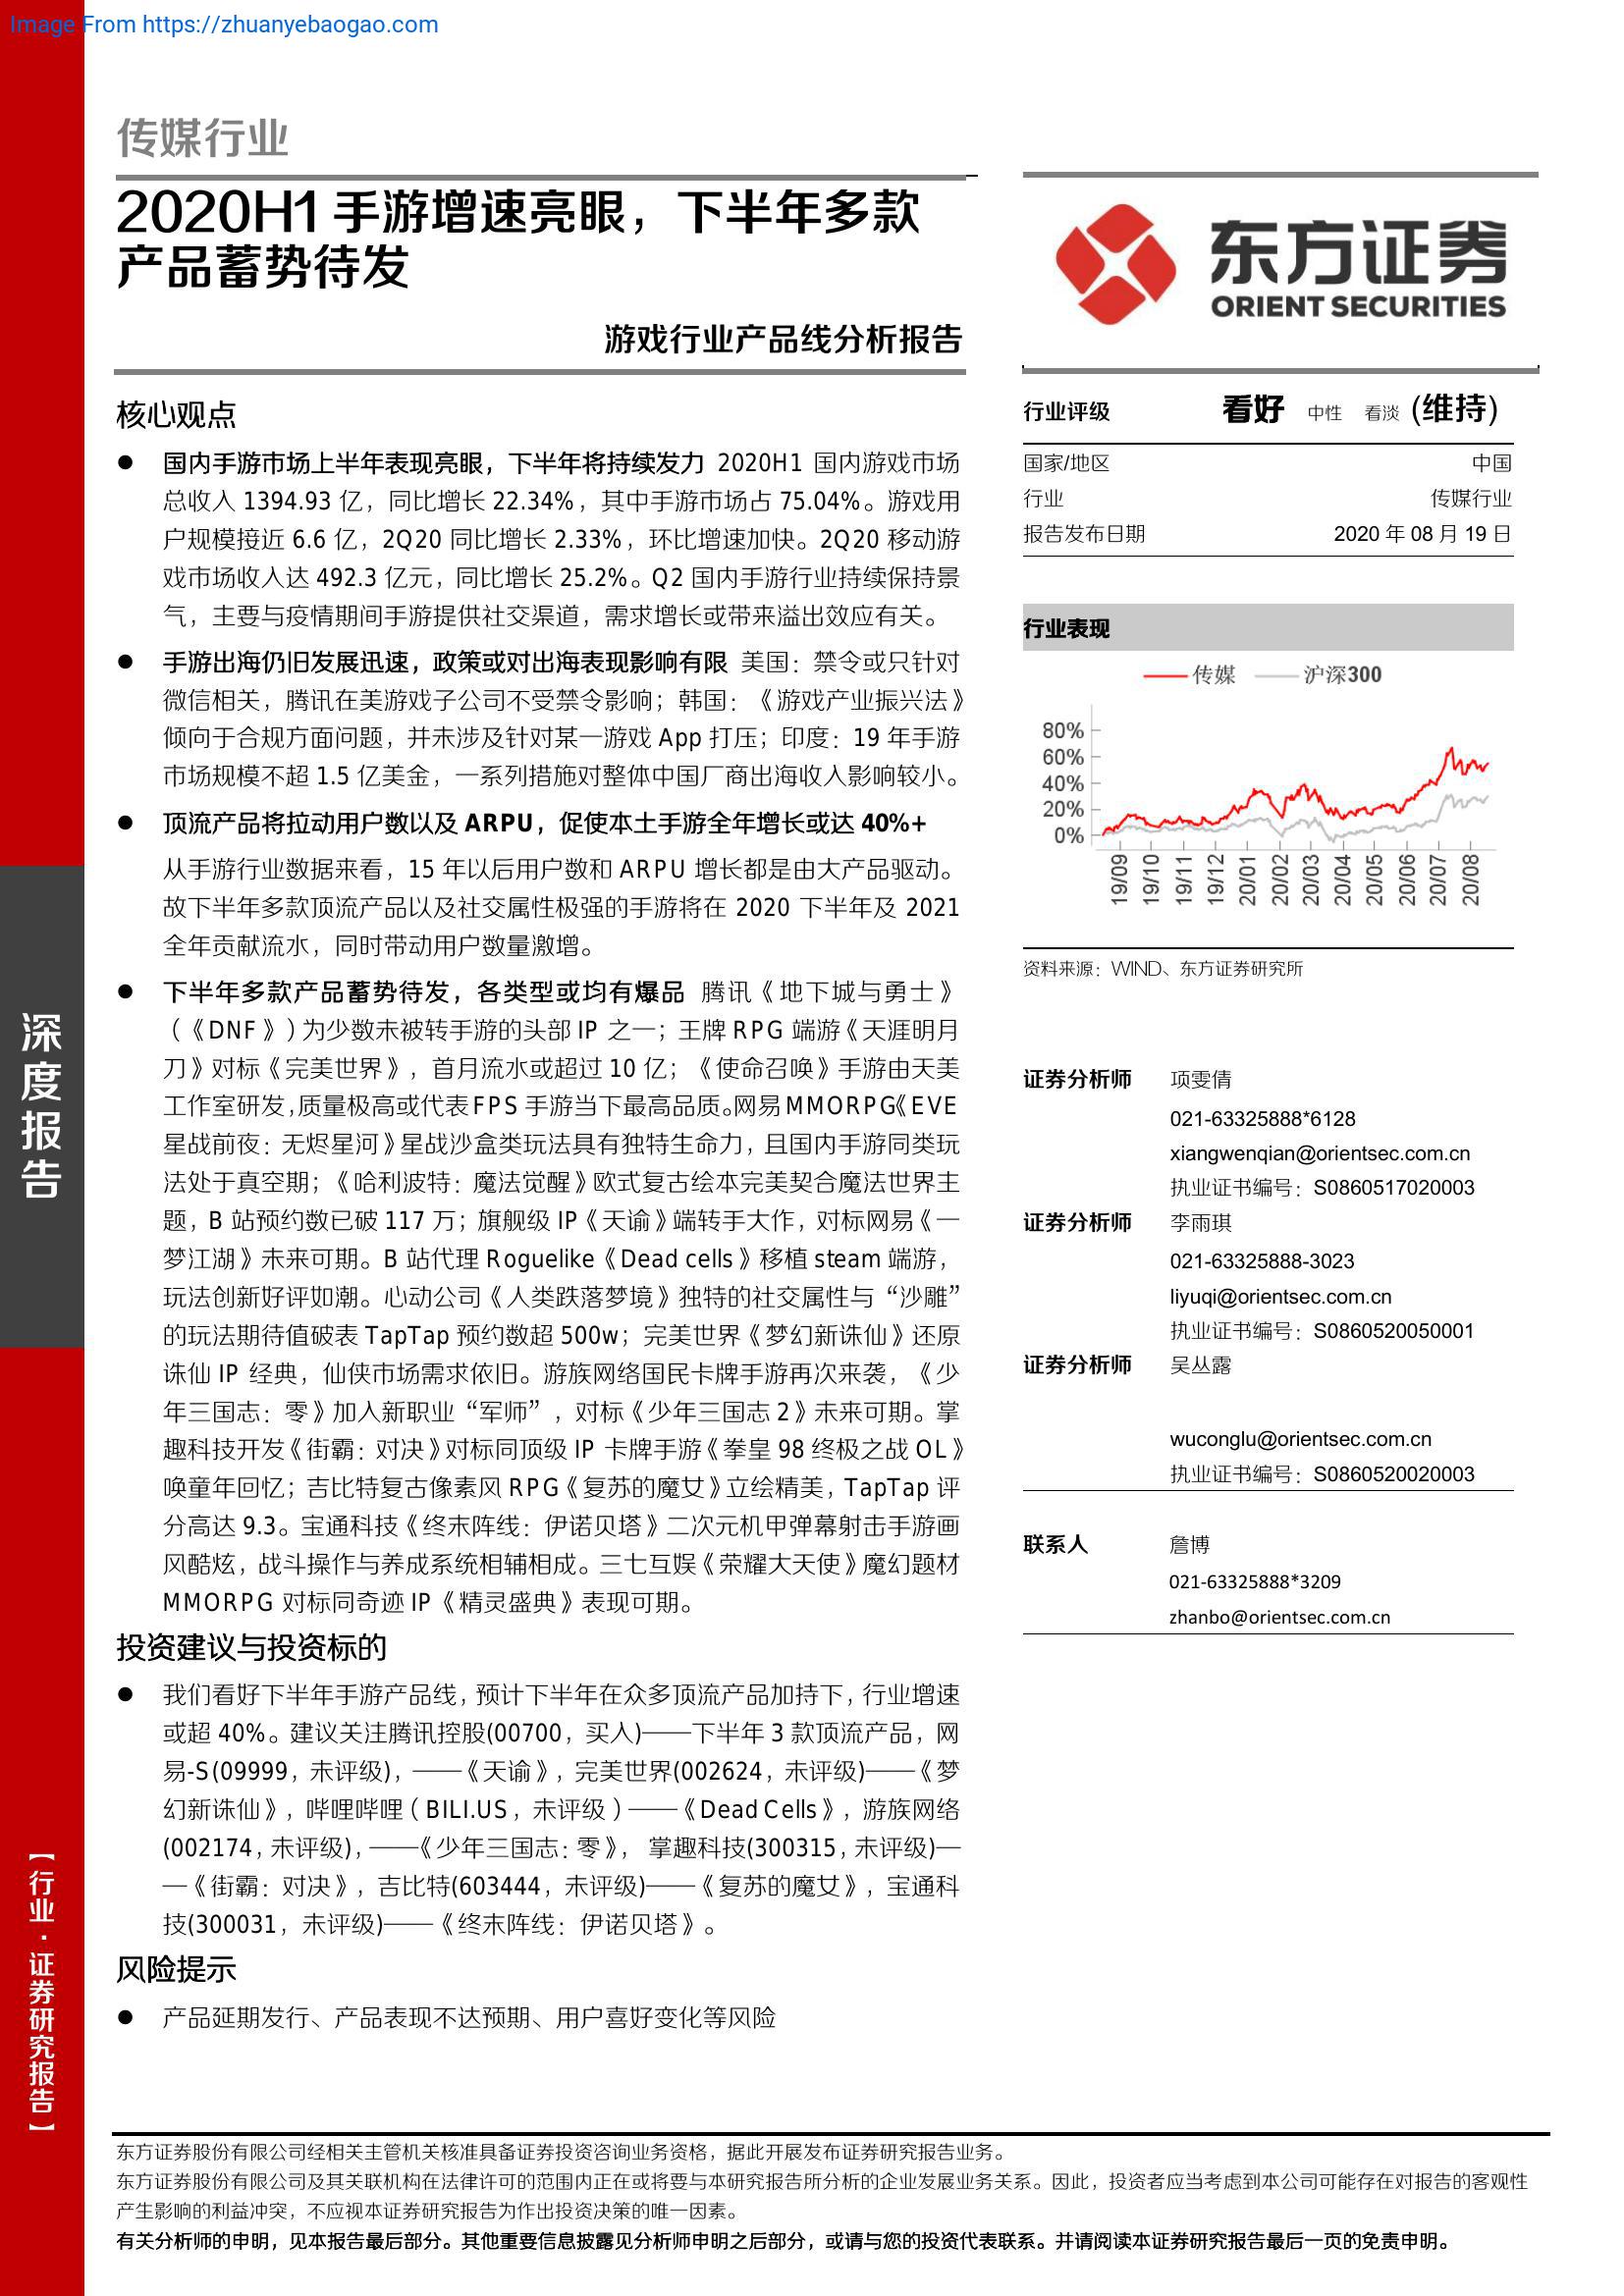 Image From https://zhuanyebaogao.com
传媒行业
2020H1 手游增速亮眼，下半年多款
产品蓄势待发
游戏行业产品线分析报告
核心观点
● 国内手游市场上半年表现亮眼，下半年将持续发力 2020H1 国内游戏市场
总收入 1394.93 亿，同比增长 22.34%，其中手游市场占 75.04%。游戏用
户规模接近 6.6 亿，2Q20 同比增长 2.33%，环比增速加快。2Q20 移动游
戏市场收入达 492.3 亿元，同比增长 25.2%。Q2 国内手游行业持续保持景
气，主要与疫情期间手游提供社交渠道，需求增长或带来溢出效应有关。
● 手游出海仍旧发展迅速，政策或对出海表现影响有限 美国：禁令或只针对
微信相关，腾讯在美游戏子公司不受禁令影响；韩国：《游戏产业振兴法》
倾向于合规方面问题，并未涉及针对某一游戏 App 打压；印度：19 年手游
市场规模不超 1.5 亿美金，一系列措施对整体中国厂商出海收入影响较小。
● 顶流产品将拉动用户数以及 ARPU，促使本土手游全年增长或达 40%+
从手游行业数据来看，15 年以后用户数和 ARPU 增长都是由大产品驱动。
故下半年多款顶流产品以及社交属性极强的手游将在 2020 下半年及 2021
全年贡献流水，同时带动用户数量激增。
● 下半年多款产品蓄势待发，各类型或均有爆品 腾讯《地下城与勇士》
（《DNF》）为少数未被转手游的头部 IP 之一；王牌 RPG 端游《天涯明月
刀》对标《完美世界》，首月流水或超过 10 亿；《使命召唤》手游由天美
工作室研发，质量极高或代表 FPS 手游当下最高品质。网易 MMORPG《EVE
星战前夜：无烬星河》星战沙盒类玩法具有独特生命力，且国内手游同类玩
法处于真空期；《哈利波特：魔法觉醒》欧式复古绘本完美契合魔法世界主
题，B 站预约数已破 117 万；旗舰级 IP《天谕》端转手大作，对标网易《一
梦江湖》未来可期。B 站代理 Roguelike《Dead cells》移植 steam 端游，
玩法创新好评如潮。心动公司《人类跌落梦境》独特的社交属性与“沙雕”
的玩法期待值破表 TapTap 预约数超 500w；完美世界《梦幻新诛仙》还原
诛仙 IP 经典，仙侠市场需求依旧。游族网络国民卡牌手游再次来袭，《少
年三国志：零》加入新职业“军师”，对标《少年三国志 2》未来可期。掌
趣科技开发《街霸：对决》对标同顶级 IP 卡牌手游《拳皇 98 终极之战 OL》
唤童年回忆；吉比特复古像素风 RPG《复苏的魔女》立绘精美，TapTap 评
分高达 9.3。宝通科技《终末阵线：伊诺贝塔》二次元机甲弹幕射击手游画
风酷炫，战斗操作与养成系统相辅相成。三七互娱《荣耀大天使》魔幻题材
MMORPG 对标同奇迹 IP《精灵盛典》表现可期。
投资建议与投资标的
● 我们看好下半年手游产品线，预计下半年在众多顶流产品加持下，行业增速
或超 40%。建议关注腾讯控股(00700，买入)——下半年 3 款顶流产品，网
易-S(09999，未评级)，——《天谕》，完美世界(002624，未评级)——《梦
幻新诛仙》，哔哩哔哩（BILI.US，未评级）——《Dead Cells》，游族网络
(002174，未评级)，——《少年三国志：零》， 掌趣科技(300315，未评级)—
—《街霸：对决》，吉比特(603444，未评级)——《复苏的魔女》，宝通科
技(300031，未评级)——《终末阵线：伊诺贝塔》。
风险提示
● 产品延期发行、产品表现不达预期、用户喜好变化等风险
东方证券
ORIENT SECURITIES
行业评级 看好 中性 看淡 (维持)
国家/地区 中国
行业 传媒行业
报告发布日期 2020 年 08 月 19 日
行业表现
传媒 沪深300
80%
60%
40%
20%
0%
19/09 19/10 19/11 19/12 20/01 20/02 20/03 20/04 20/05 20/06 20/07 20/08
资料来源：WIND、东方证券研究所
证券分析师 项雯倩
021-63325888*6128
xiangwenqian@orientsec.com.cn
执业证书编号：S0860517020003
证券分析师 李雨琪
021-63325888-3023
liyuqi@orientsec.com.cn
执业证书编号：S0860520050001
证券分析师 吴丛露
wuconglu@orientsec.com.cn
执业证书编号：S0860520020003
联系人 詹博
021-63325888*3209
zhanbo@orientsec.com.cn
深度报告
【行业·证券研究报告】
东方证券股份有限公司经相关主管机关核准具备证券投资咨询业务资格，据此开展发布证券研究报告业务。
东方证券股份有限公司及其关联机构在法律许可的范围内正在或将要与本研究报告所分析的企业发展业务关系。因此，投资者应当考虑到本公司可能存在对报告的客观性
产生影响的利益冲突，不应视本证券研究报告为作出投资决策的唯一因素。
有关分析师的申明，见本报告最后部分。其他重要信息披露见分析师申明之后部分，或请与您的投资代表联系。并请阅读本证券研究报告最后一页的免责申明。